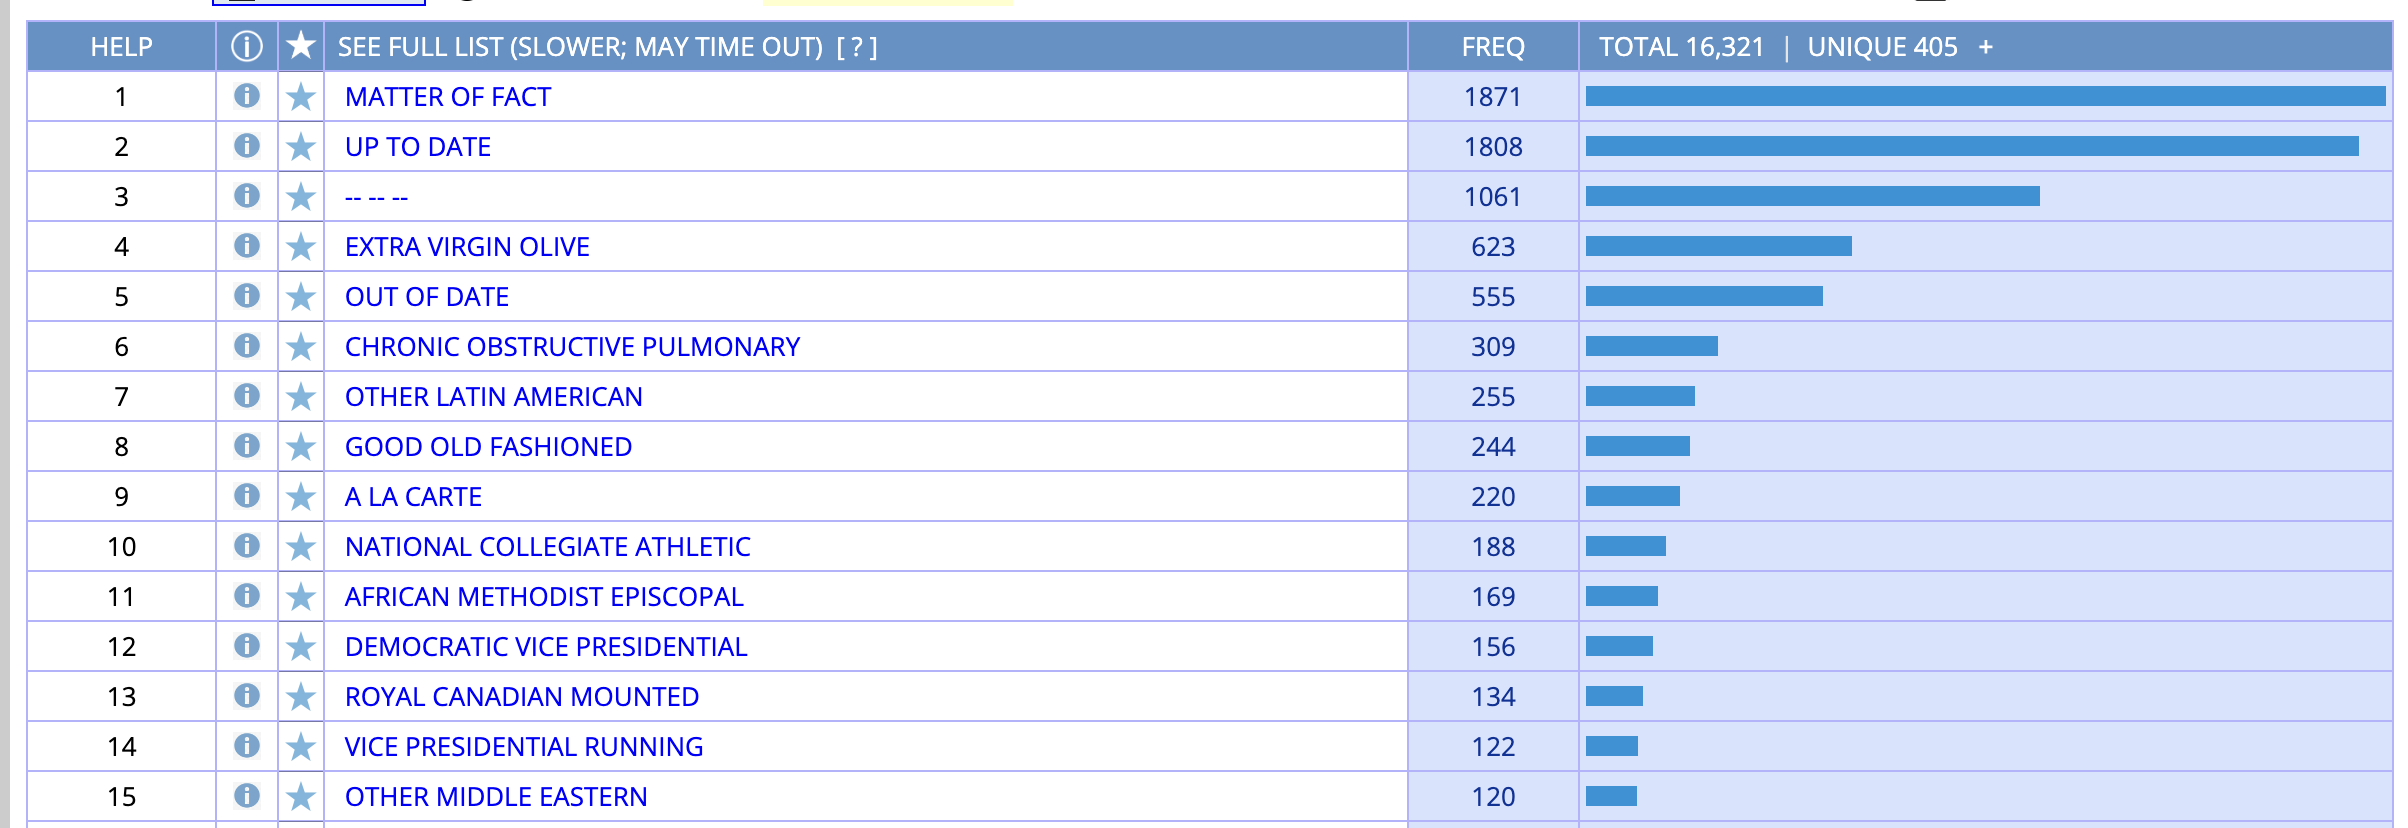 HELP ⓘ ★ SEE FULL LIST (SLOWER; MAY TIME OUT) [ ? ] FREQ TOTAL 16,321 | UNIQUE 405 +
1 MATTER OF FACT 1871
2 UP TO DATE 1808
3 -- -- -- 1061
4 EXTRA VIRGIN OLIVE 623
5 OUT OF DATE 555
6 CHRONIC OBSTRUCTIVE PULMONARY 309
7 OTHER LATIN AMERICAN 255
8 GOOD OLD FASHIONED 244
9 A LA CARTE 220
10 NATIONAL COLLEGIATE ATHLETIC 188
11 AFRICAN METHODIST EPISCOPAL 169
12 DEMOCRATIC VICE PRESIDENTIAL 156
13 ROYAL CANADIAN MOUNTED 134
14 VICE PRESIDENTIAL RUNNING 122
15 OTHER MIDDLE EASTERN 120